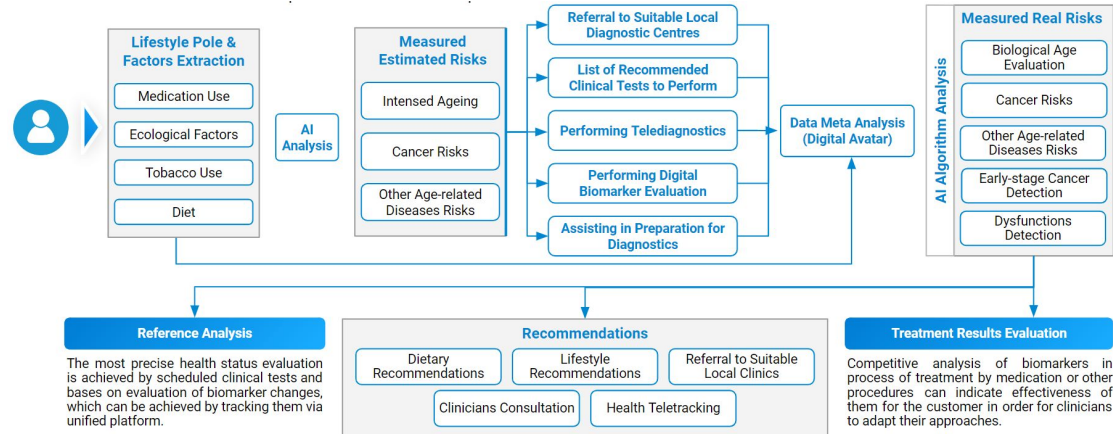 Lifestyle Pole &
Factors Extraction
Medication Use
Ecological Factors
Tobacco Use
Diet
AI
Analysis
Measured
Estimated Risks
Intensed Ageing
Cancer Risks
Other Age-related
Diseases Risks
Referral to Suitable Local
Diagnostic Centres
List of Recommended
Clinical Tests to Perform
Performing Telediagnostics
Performing Digital
Biomarker Evaluation
Assisting in Preparation for
Diagnostics
Data Meta Analysis
(Digital Avatar)
AI Algorithm Analysis
Measured Real Risks
Biological Age
Evaluation
Cancer Risks
Other Age-related
Diseases Risks
Early-stage Cancer
Detection
Dysfunctions
Detection
Reference Analysis
The most precise health status evaluation
is achieved by scheduled clinical tests and
bases on evaluation of biomarker changes,
which can be achieved by tracking them via
unified platform.
Recommendations
Dietary
Recommendations
Lifestyle
Recommendations
Referral to Suitable
Local Clinics
Clinicians Consultation
Health Teletracking
Treatment Results Evaluation
Competitive analysis of biomarkers in
process of treatment by medication or other
procedures can indicate effectiveness of
them for the customer in order for clinicians
to adapt their approaches.